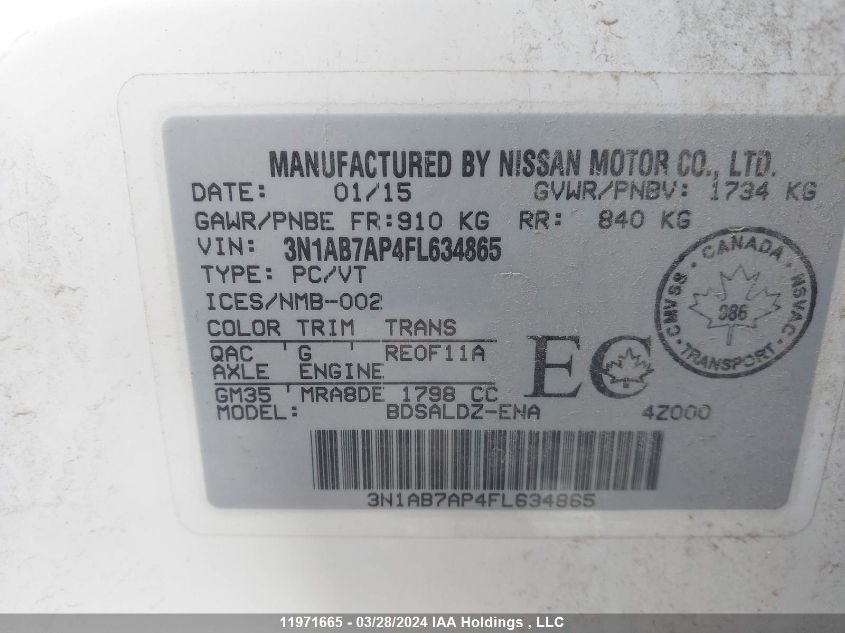 MANUFACTURED BY NISSAN MOTOR CO., LTD.
DATE: 01/15 GVWR/PNBV: 1734 KG
GAWR/PNBE FR:910 KG RR: 840 KG
VIN: 3N1AB7AP4FL634865
TYPE: PC/VT
ICES/NMB-002
COLOR TRIM TRANS
QAC G RE0F11A
AXLE ENGINE
GM35 MRA8DE 1798 CC
MODEL: BDSALDZ-ENA 4Z000
EC
CANADA
CMVSS
NSVAC
086
TRANSPORT
3N1AB7AP4FL634865
11971665 - 03/28/2024 IAA Holdings , LLC